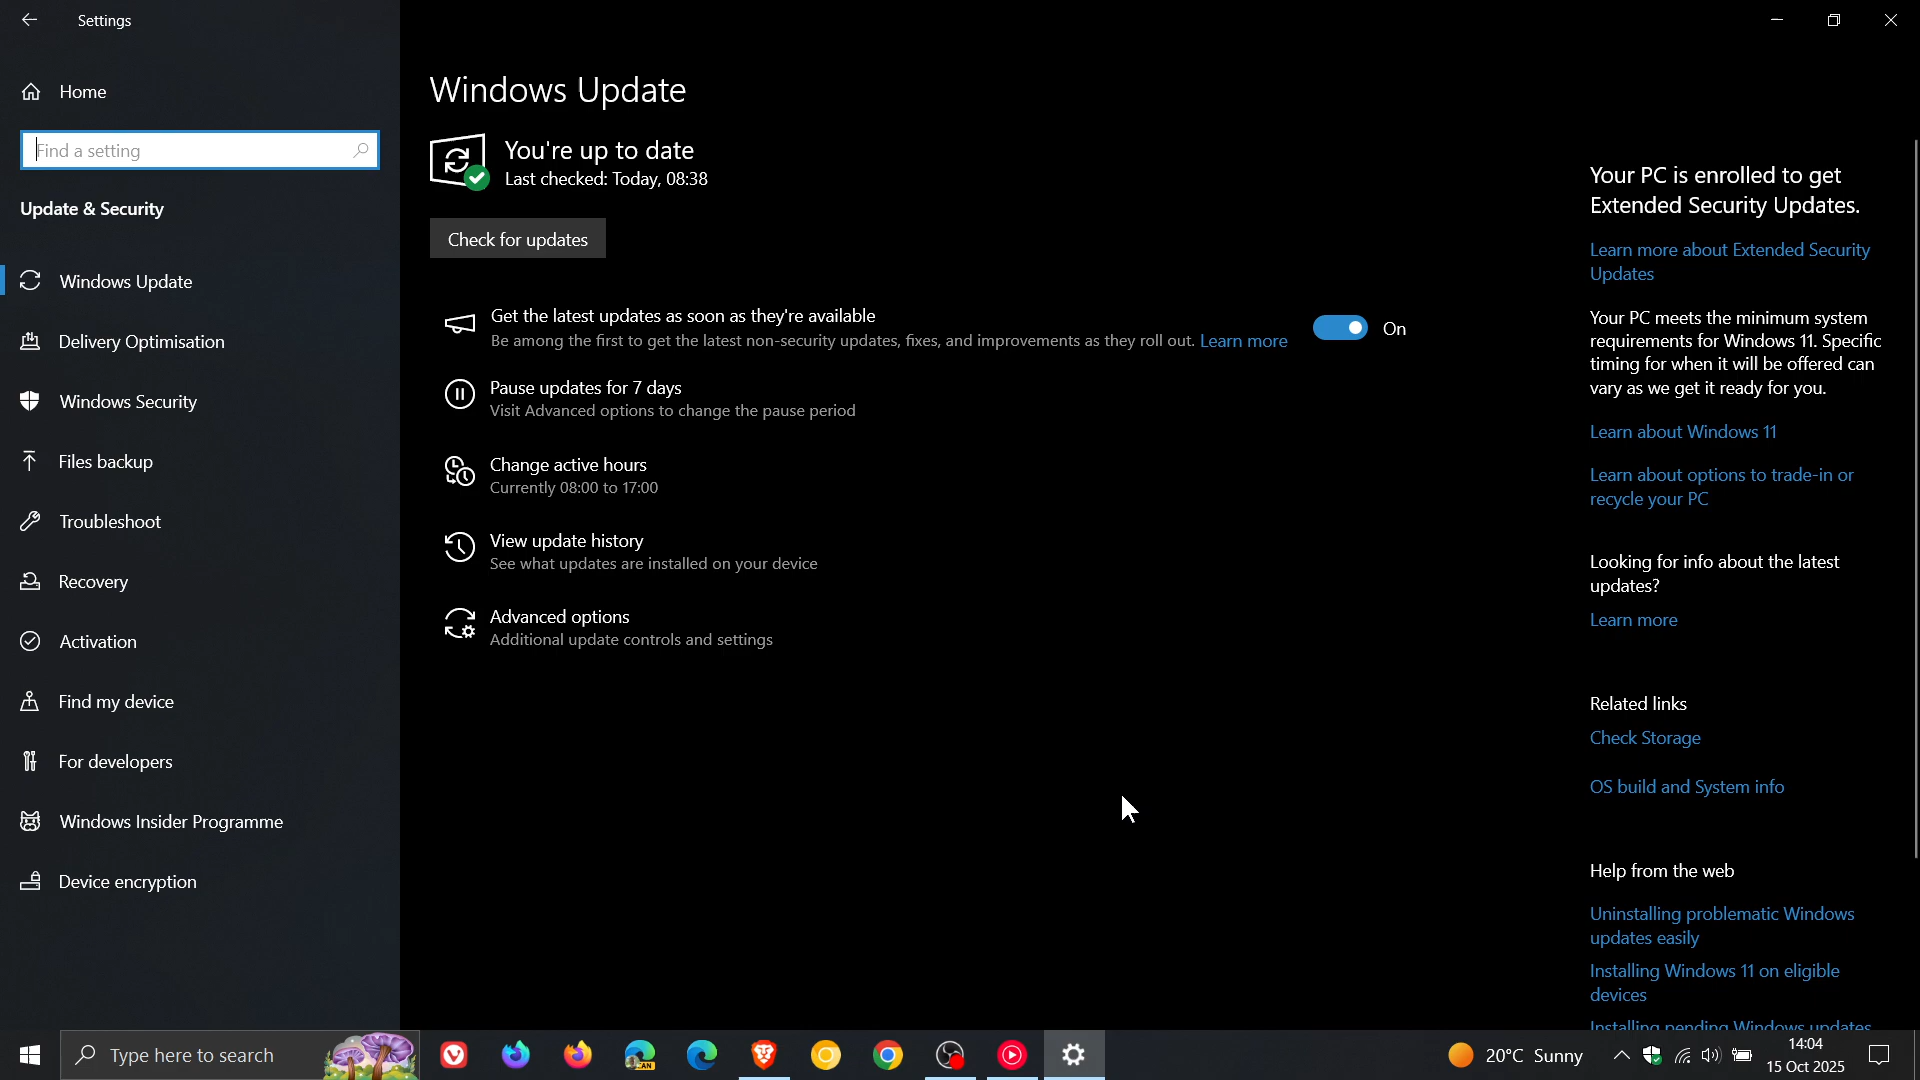 Settings
Home
Find a setting
Update & Security
Windows Update
Delivery Optimisation
Windows Security
Files backup
Troubleshoot
Recovery
Activation
Find my device
For developers
Windows Insider Programme
Device encryption
Windows Update
You're up to date
Last checked: Today, 08:38
Check for updates
Get the latest updates as soon as they're available
Be among the first to get the latest non-security updates, fixes, and improvements as they roll out. Learn more
On
Pause updates for 7 days
Visit Advanced options to change the pause period
Change active hours
Currently 08:00 to 17:00
View update history
See what updates are installed on your device
Advanced options
Additional update controls and settings
Your PC is enrolled to get
Extended Security Updates.
Learn more about Extended Security
Updates
Your PC meets the minimum system
requirements for Windows 11. Specific
timing for when it will be offered can
vary as we get it ready for you.
Learn about Windows 11
Learn about options to trade-in or
recycle your PC
Looking for info about the latest
updates?
Learn more
Related links
Check Storage
OS build and System info
Help from the web
Uninstalling problematic Windows
updates easily
Installing Windows 11 on eligible
devices
Installing pending Windows updates
Type here to search
CAN
20°C Sunny
14:04
15 Oct 2025